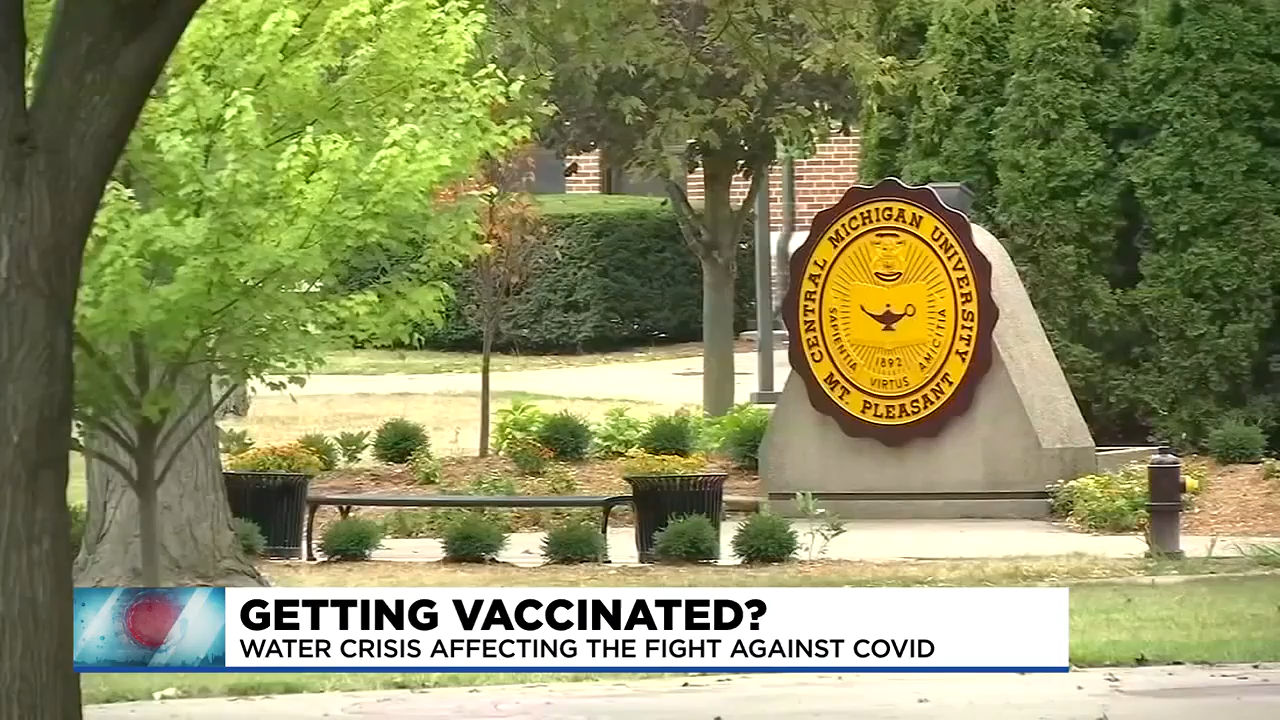 CENTRAL MICHIGAN UNIVERSITY
SAPIENTIA VIRTUS AMICITIA
1892
MT. PLEASANT
GETTING VACCINATED?
WATER CRISIS AFFECTING THE FIGHT AGAINST COVID